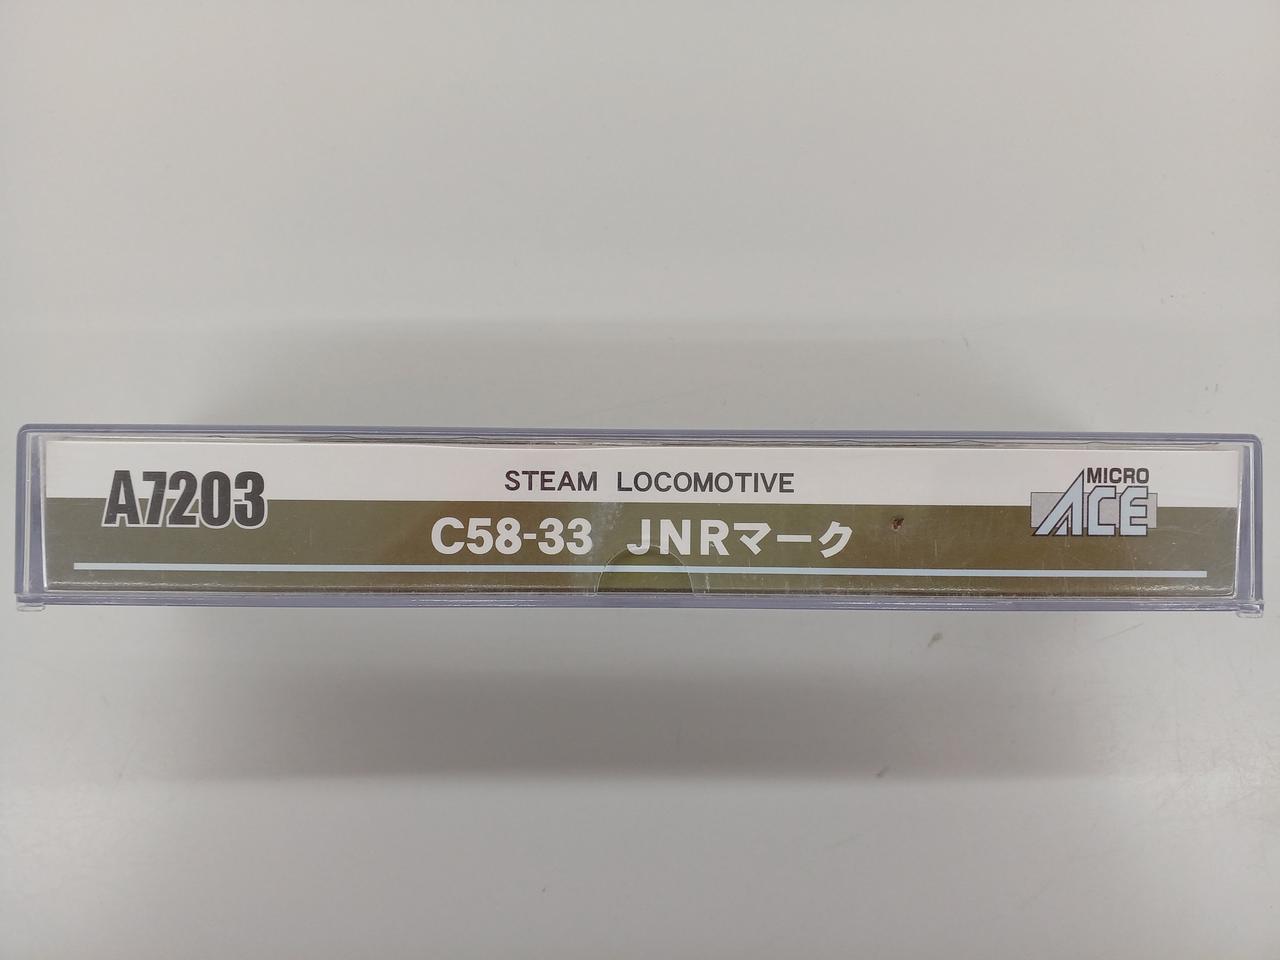 A7203
STEAM LOCOMOTIVE
C58-33 JNRマーク
MICRO
ACE